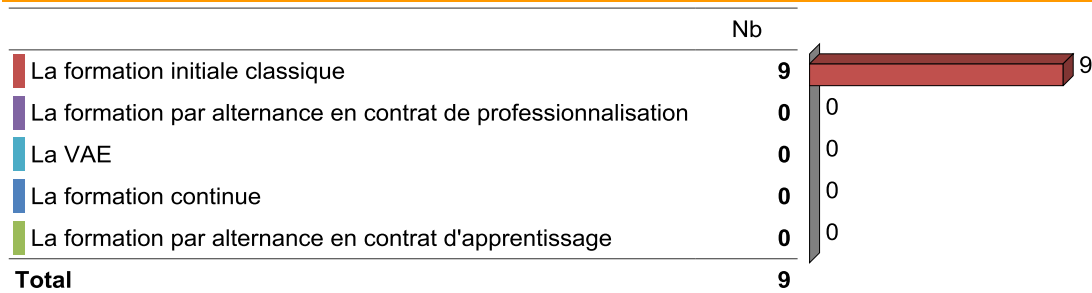 Nb
La formation initiale classique 9 9
La formation par alternance en contrat de professionnalisation 0 0
La VAE 0 0
La formation continue 0 0
La formation par alternance en contrat d'apprentissage 0 0
Total 9